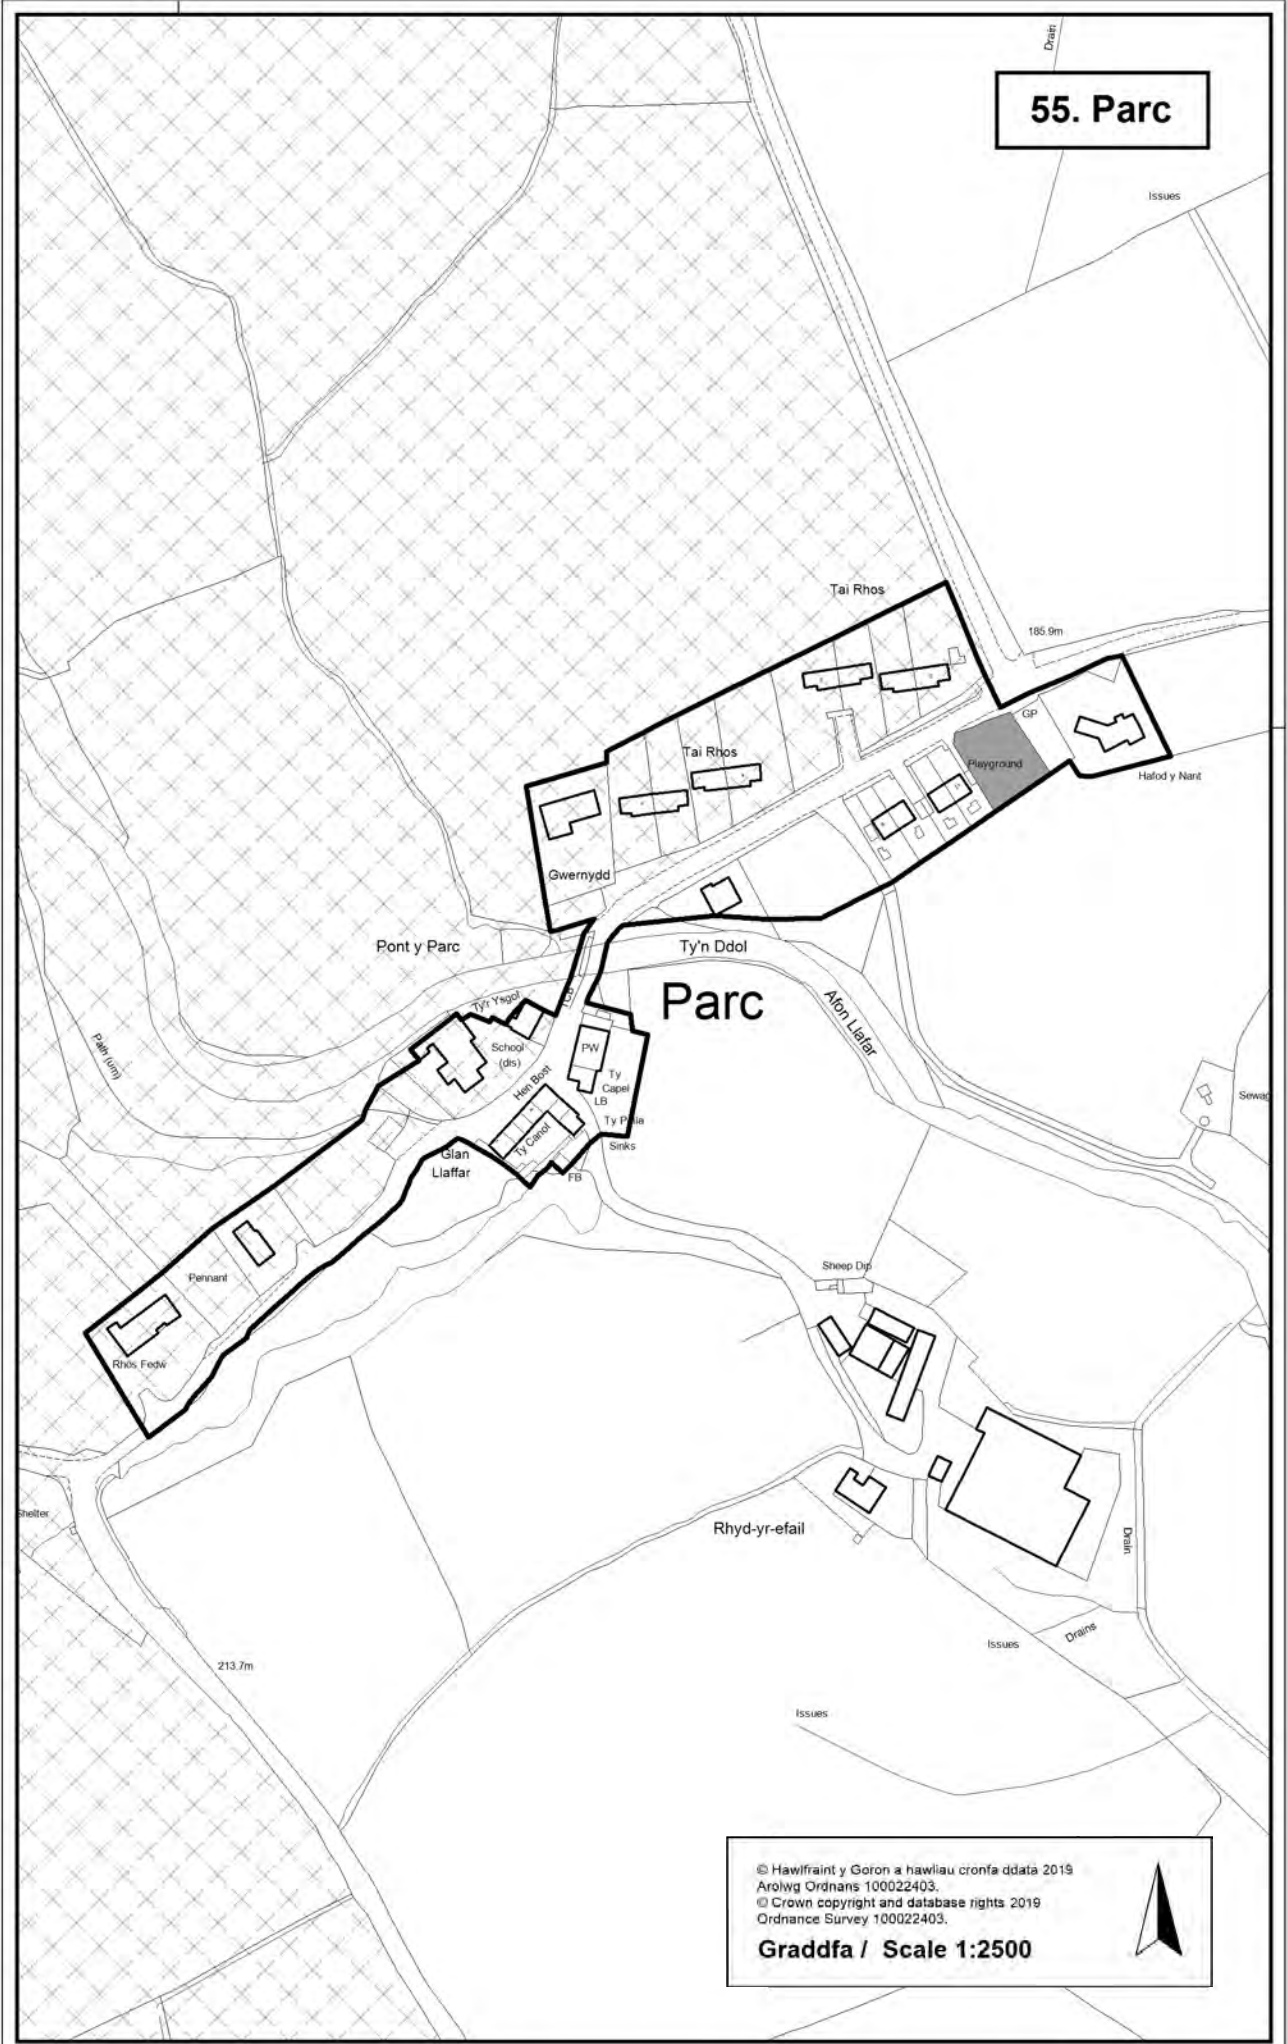 Drain
55. Parc
Issues
Tai Rhos
185.9m
GP
Tai Rhos
Playground
Hafod y Nant
Gwernydd
Pont y Parc
Ty'n Ddol
Ty'r Ysgol
TCB
Parc
Afon Llafar
Path (um)
School
(dis)
PW
Hen Bost
Ty
Capel
LB
Ty
Ty Canol
Sinks
Glan
Llaffar
FB
Pennant
Sheep Dip
Rhos Fedw
Shelter
Rhyd-yr-efail
Drain
Drains
Issues
213.7m
Issues
© Hawlfraint y Goron a hawliau cronfa ddata 2019
Arolwg Ordnans 100022403.
© Crown copyright and database rights 2019
Ordnance Survey 100022403.
Graddfa / Scale 1:2500